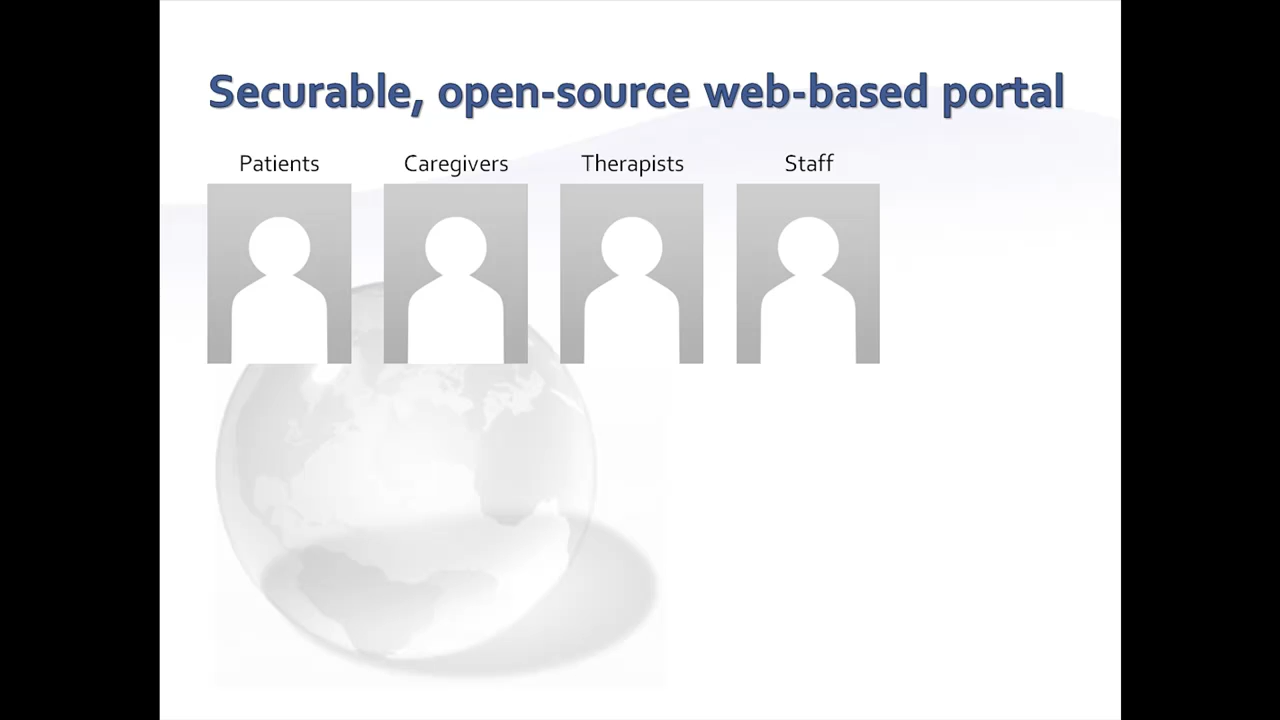 Securable, open-source web-based portal
Patients Caregivers Therapists Staff